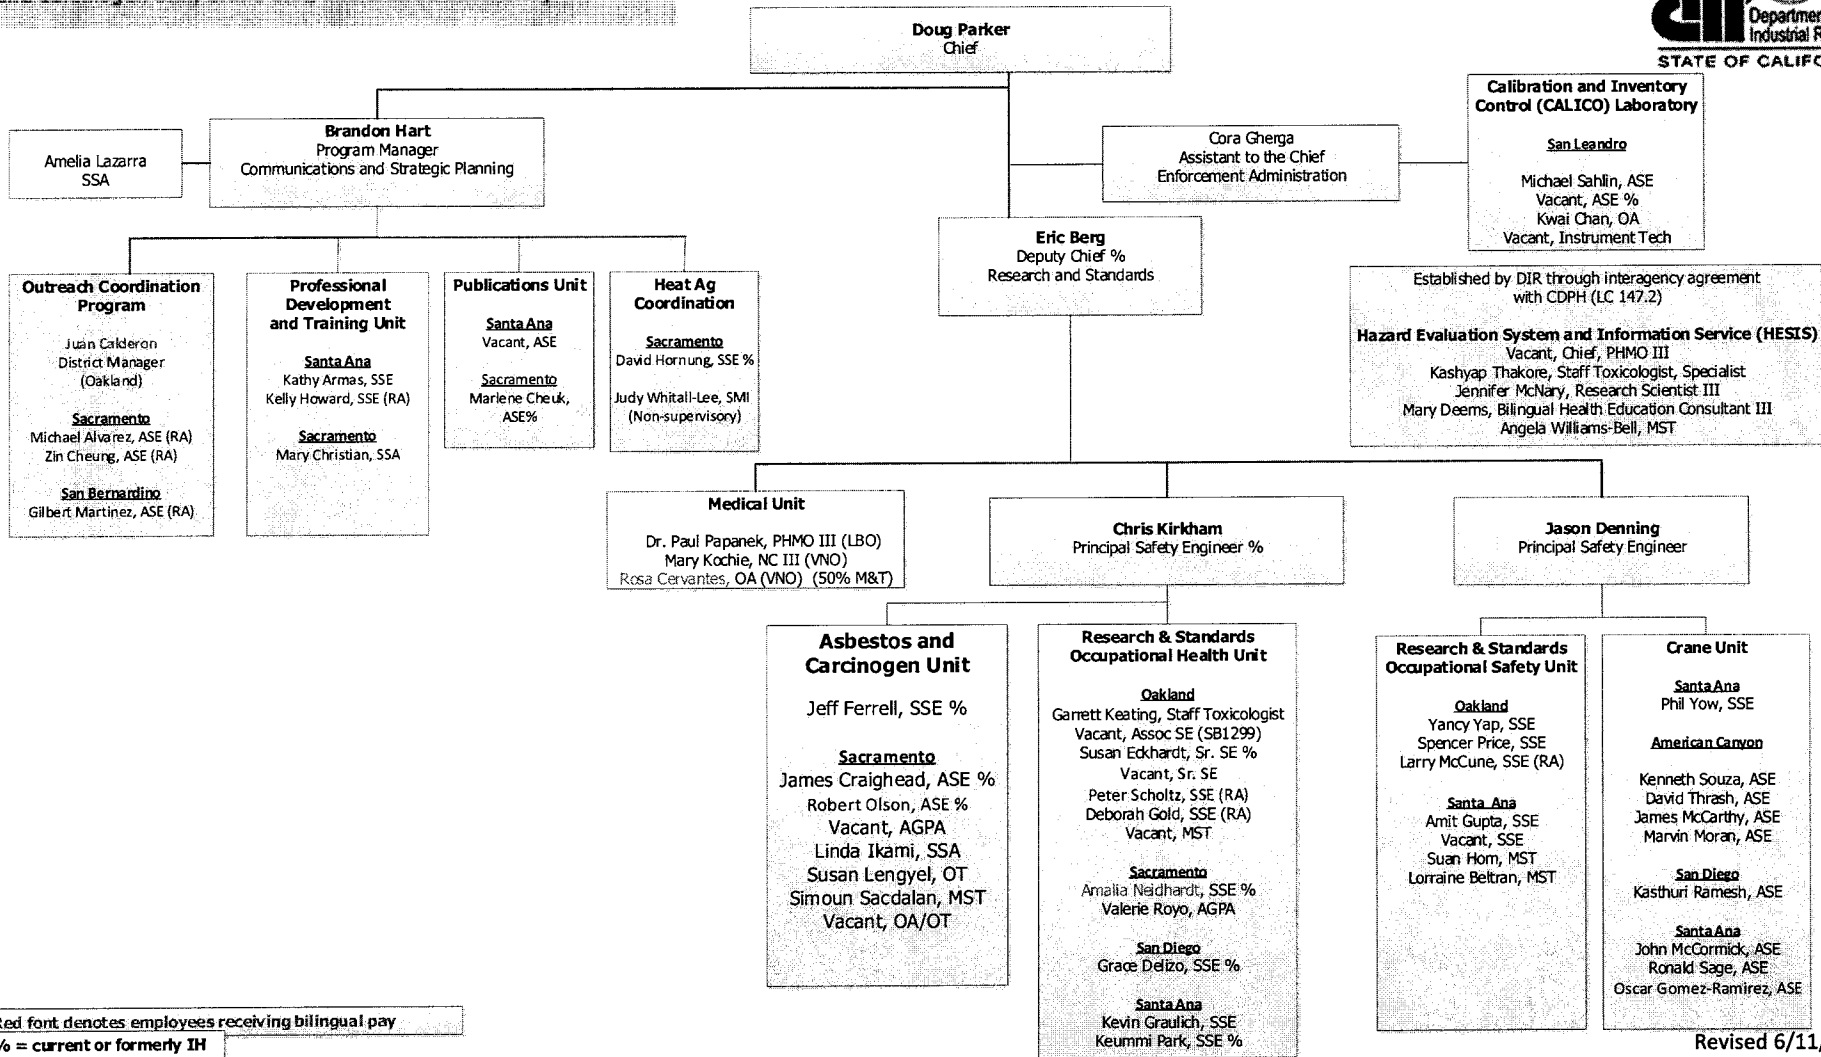 Doug Parker
Chief
Department
Industrial R
STATE OF CALIFO
Amelia Lazarra
SSA
Brandon Hart
Program Manager
Communications and Strategic Planning
Cora Gherga
Assistant to the Chief
Enforcement Administration
Calibration and Inventory
Control (CALICO) Laboratory
San Leandro
Michael Sahlin, ASE
Vacant, ASE %
Kwai Chan, OA
Vacant, Instrument Tech
Eric Berg
Deputy Chief %
Research and Standards
Outreach Coordination
Program
Juan Calderon
District Manager
(Oakland)
Sacramento
Michael Alvarez, ASE (RA)
Zin Cheung, ASE (RA)
San Bernardino
Gilbert Martinez, ASE (RA)
Professional
Development
and Training Unit
Santa Ana
Kathy Armas, SSE
Kelly Howard, SSE (RA)
Sacramento
Mary Christian, SSA
Publications Unit
Santa Ana
Vacant, ASE
Sacramento
Marlene Cheuk,
ASE%
Heat Ag
Coordination
Sacramento
David Hornung, SSE %
Judy Whitall-Lee, SMI
(Non-supervisory)
Established by DIR through interagency agreement
with CDPH (LC 147.2)
Hazard Evaluation System and Information Service (HESIS)
Vacant, Chief, PHMO III
Kashyap Thakore, Staff Toxicologist, Specialist
Jennifer McNary, Research Scientist III
Mary Deems, Bilingual Health Education Consultant III
Angela Williams-Bell, MST
Medical Unit
Dr. Paul Papanek, PHMO III (LBO)
Mary Kochie, NC III (VNO)
Rosa Cervantes, OA (VNO) (50% M&T)
Chris Kirkham
Principal Safety Engineer %
Jason Denning
Principal Safety Engineer
Asbestos and
Carcinogen Unit
Jeff Ferrell, SSE %
Sacramento
James Craighead, ASE %
Robert Olson, ASE %
Vacant, AGPA
Linda Ikami, SSA
Susan Lengyel, OT
Simoun Sacdalan, MST
Vacant, OA/OT
Research & Standards
Occupational Health Unit
Oakland
Garrett Keating, Staff Toxicologist
Vacant, Assoc SE (SB1299)
Susan Eckhardt, Sr. SE %
Vacant, Sr. SE
Peter Scholtz, SSE (RA)
Deborah Gold, SSE (RA)
Vacant, MST
Sacramento
Amalia Neidhardt, SSE %
Valerie Royo, AGPA
San Diego
Grace Delizo, SSE %
Santa Ana
Kevin Graulich, SSE
Keummi Park, SSE %
Research & Standards
Occupational Safety Unit
Oakland
Yancy Yap, SSE
Spencer Price, SSE
Larry McCune, SSE (RA)
Santa Ana
Amit Gupta, SSE
Vacant, SSE
Suan Hom, MST
Lorraine Beltran, MST
Crane Unit
Santa Ana
Phil Yow, SSE
American Canyon
Kenneth Souza, ASE
David Thrash, ASE
James McCarthy, ASE
Marvin Moran, ASE
San Diego
Kasthuri Ramesh, ASE
Santa Ana
John McCormick, ASE
Ronald Sage, ASE
Oscar Gomez-Ramirez, ASE
Red font denotes employees receiving bilingual pay
% = current or formerly IH
Revised 6/11/